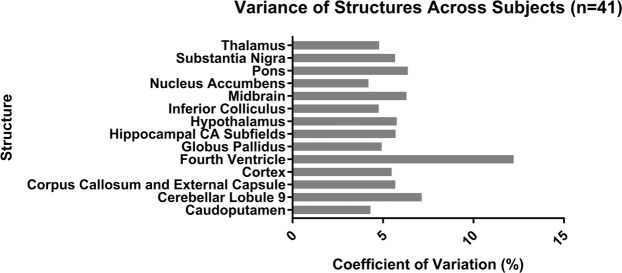 Variance of Structures Across Subjects (n=41)
Structure
Thalamus
Substantia Nigra
Pons
Nucleus Accumbens
Midbrain
Inferior Colliculus
Hypothalamus
Hippocampal CA Subfields
Globus Pallidus
Fourth Ventricle
Cortex
Corpus Callosum and External Capsule
Cerebellar Lobule 9
Caudoputamen
0 5 10 15
Coefficient of Variation (%)